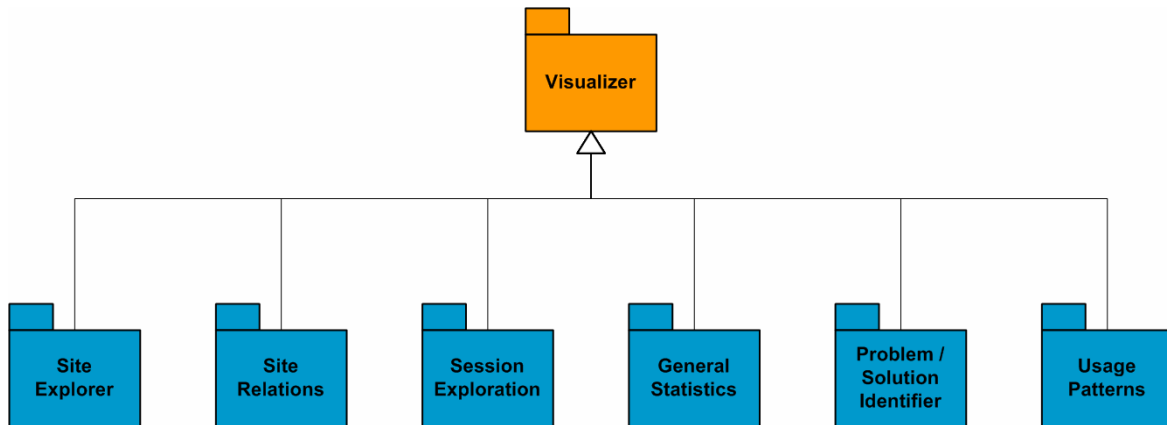 Visualizer
Site
Explorer
Site
Relations
Session
Exploration
General
Statistics
Problem /
Solution
Identifier
Usage
Patterns